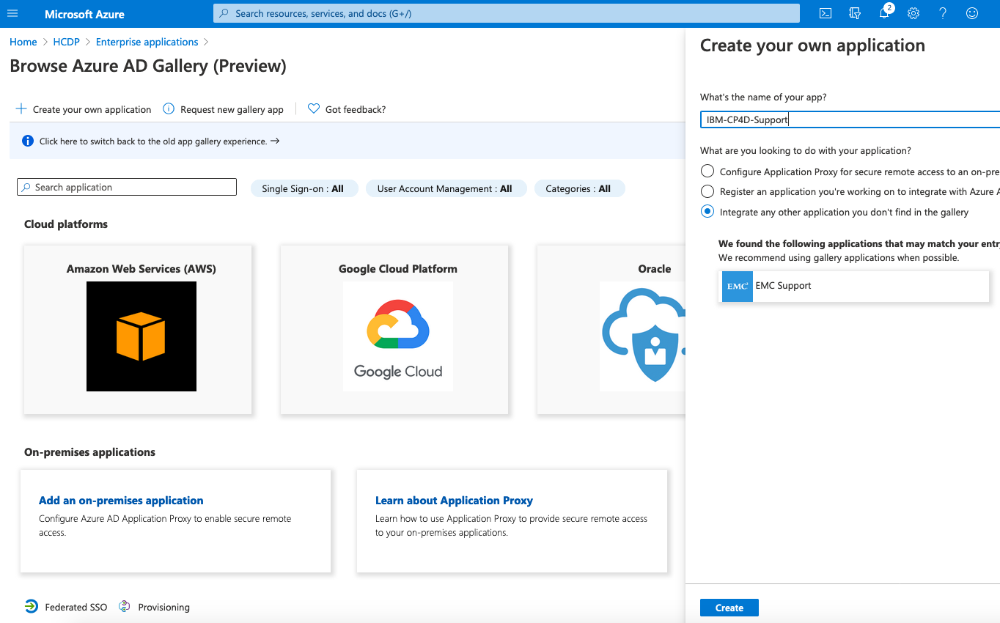 Microsoft Azure
Search resources, services, and docs (G+/)
2
Home > HCDP > Enterprise applications >
Browse Azure AD Gallery (Preview)
Create your own application
Request new gallery app
Got feedback?
Click here to switch back to the old app gallery experience. →
Search application
Single Sign-on : All
User Account Management : All
Categories : All
Cloud platforms
Amazon Web Services (AWS)
Google Cloud Platform
Google Cloud
Oracle
On-premises applications
Add an on-premises application
Configure Azure AD Application Proxy to enable secure remote
access.
Learn about Application Proxy
Learn how to use Application Proxy to provide secure remote access
to your on-premises applications.
Federated SSO
Provisioning
Create your own application
What's the name of your app?
IBM-CP4D-Support
What are you looking to do with your application?
Configure Application Proxy for secure remote access to an on-pre
Register an application you're working on to integrate with Azure A
Integrate any other application you don't find in the gallery
We found the following applications that may match your entry
We recommend using gallery applications when possible.
EMC²
EMC Support
Create